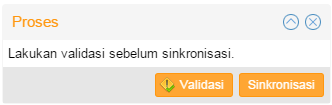 Proses
Lakukan validasi sebelum sinkronisasi.
Validasi Sinkronisasi